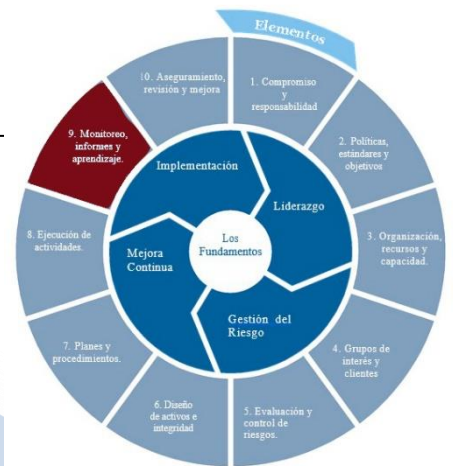 Elementos
1. Compromiso
y
responsabilidad
2. Políticas,
estándares y
objetivos
3. Organización,
recursos y
capacidad.
4. Grupos de
interés y
clientes
5. Evaluación y
control de
riesgos.
6. Diseño
de activos e
integridad
7. Planes y
procedimientos.
8. Ejecución de
actividades.
9. Monitoreo,
informes y
aprendizaje.
10. Aseguramiento,
revisión y mejora
Implementación
Liderazgo
Los
Fundamentos
Mejora
Continua
Gestión del
Riesgo